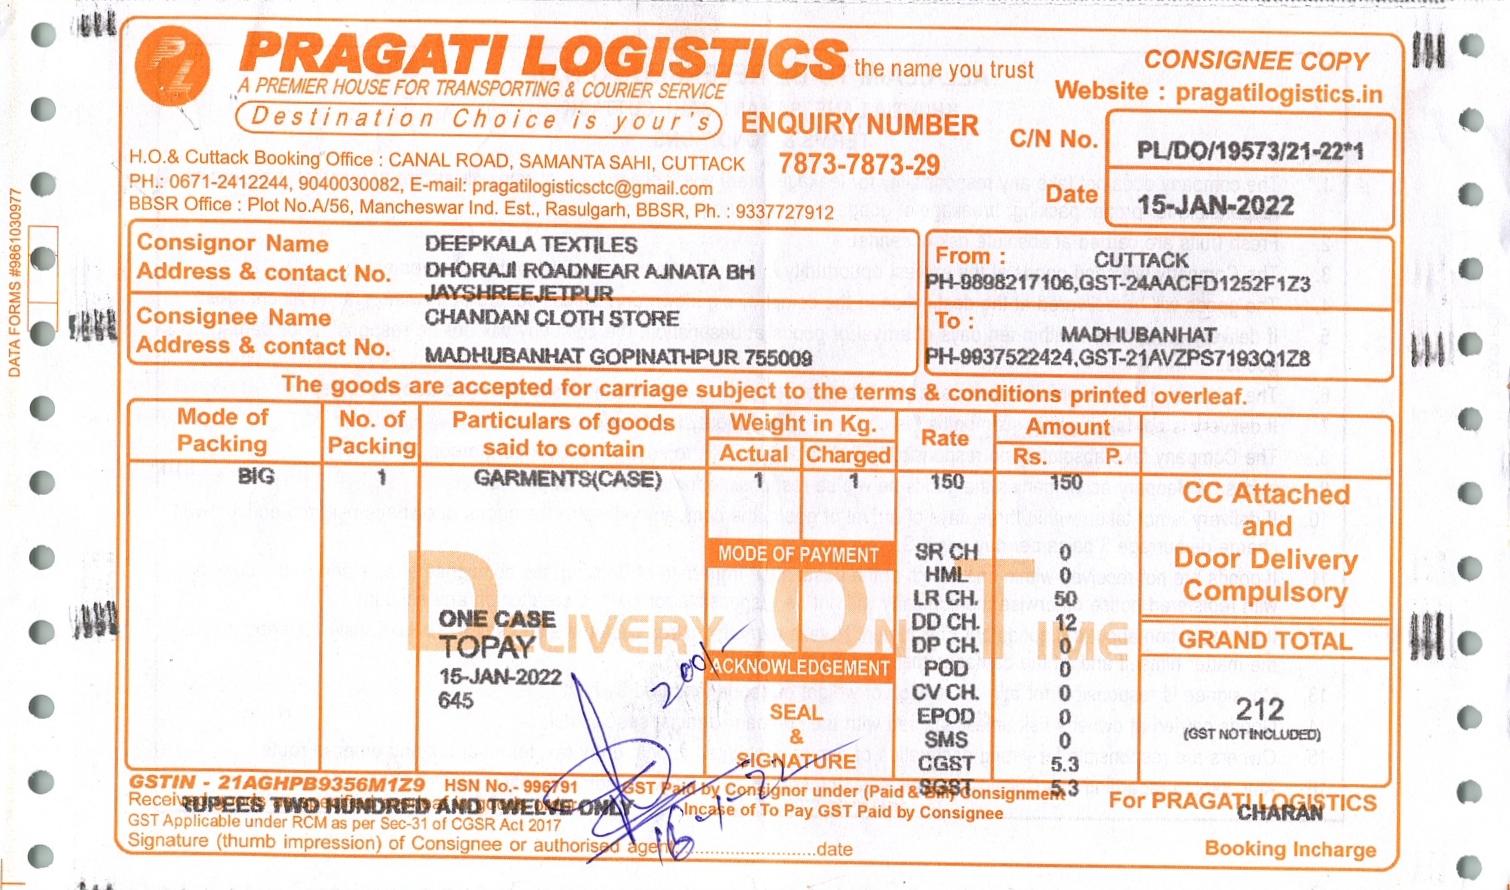 PRAGATI LOGISTICS the name you trust
A PREMIER HOUSE FOR TRANSPORTING & COURIER SERVICE
Destination Choice is your's
ENQUIRY NUMBER
7873-7873-29
CONSIGNEE COPY
Website : pragatilogistics.in
C/N No. PL/DO/19573/21-22*1
Date 15-JAN-2022
H.O.& Cuttack Booking Office : CANAL ROAD, SAMANTA SAHI, CUTTACK
PH.: 0671-2412244, 9040030082, E-mail: pragatilogisticsctc@gmail.com
BBSR Office : Plot No.A/56, Mancheswar Ind. Est., Rasulgarh, BBSR, Ph. : 9337727912
DATA FORMS #9861030977
Consignor Name DEEPKALA TEXTILES
Address & contact No. DHORAJI ROADNEAR AJNATA BH
JAYSHREEJETPUR
From : CUTTACK
PH-9898217106,GST-24AACFD1252F1Z3
Consignee Name CHANDAN CLOTH STORE
Address & contact No. MADHUBANHAT GOPINATHPUR 755009
To : MADHUBANHAT
PH-9937522424,GST-21AVZPS7193Q1Z8
The goods are accepted for carriage subject to the terms & conditions printed overleaf.
Mode of Packing No. of Packing Particulars of goods said to contain Weight in Kg. Rate Amount
Actual Charged Rs. P.
BIG 1 GARMENTS(CASE) 1 1 150 150
CC Attached
and
Door Delivery
Compulsory
MODE OF PAYMENT
SR CH 0
HML 0
LR CH. 50
DD CH. 12
DP CH. 0
POD 0
CV CH. 0
EPOD 0
SMS 0
CGST 5.3
SGST 5.3
DELIVERY ON TIME
ONE CASE
TOPAY
15-JAN-2022
645
200/-
ACKNOWLEDGEMENT
SEAL
&
SIGNATURE
GRAND TOTAL
212
(GST NOT INCLUDED)
GSTIN - 21AGHPB9356M1Z9 HSN No.- 996791 GST Paid by Consignor under (Paid & Consignment
RUPEES TWO HUNDRED AND TWELVE ONLY
Incase of To Pay GST Paid by Consignee
GST Applicable under RCM as per Sec-31 of CGSR Act 2017
Signature (thumb impression) of Consignee or authorised agent date
16-1-22
For PRAGATI LOGISTICS
CHARAN
Booking Incharge